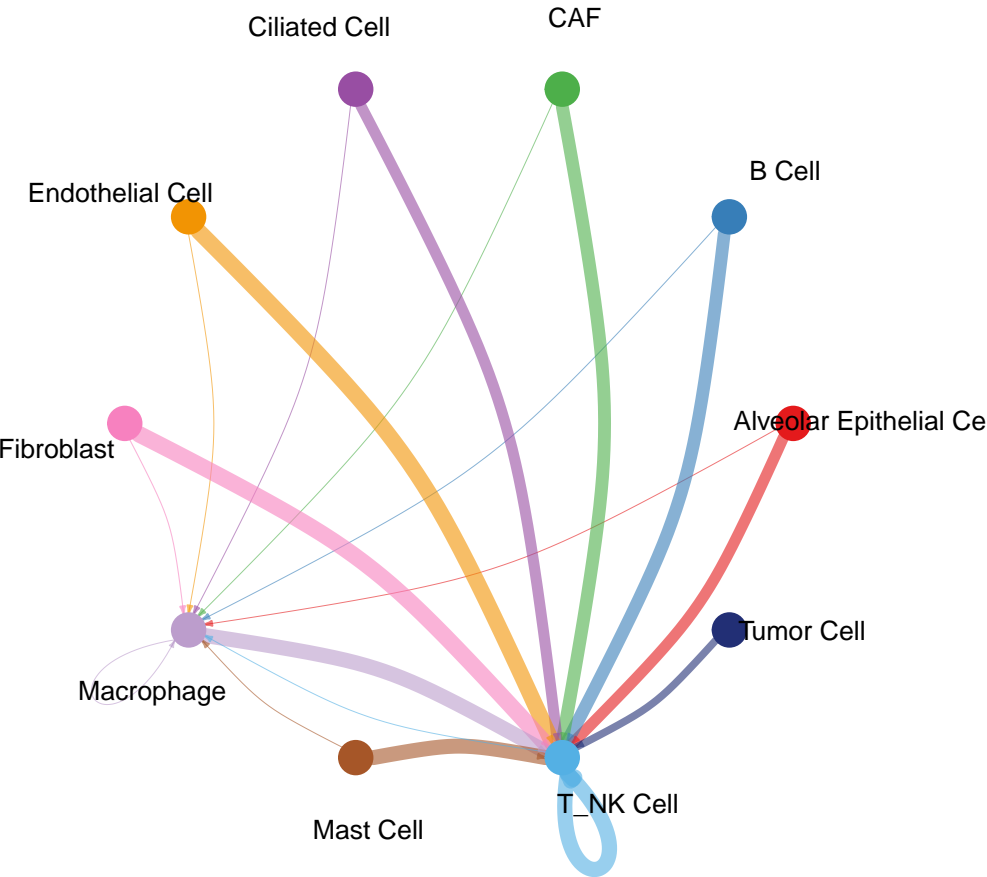 CAF
Ciliated Cell
B Cell
Endothelial Cell
Alveolar Epithelial Ce
Fibroblast
Tumor Cell
Macrophage
T_NK Cell
Mast Cell